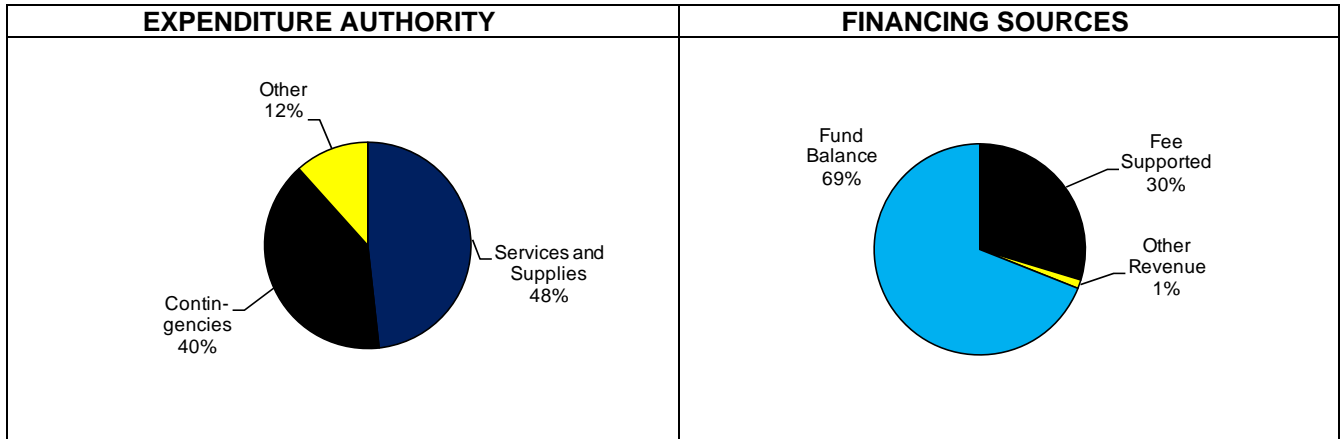 EXPENDITURE AUTHORITY
Other
12%
Services and
Supplies
48%
Contin-
gencies
40%
FINANCING SOURCES
Fund
Balance
69%
Fee
Supported
30%
Other
Revenue
1%